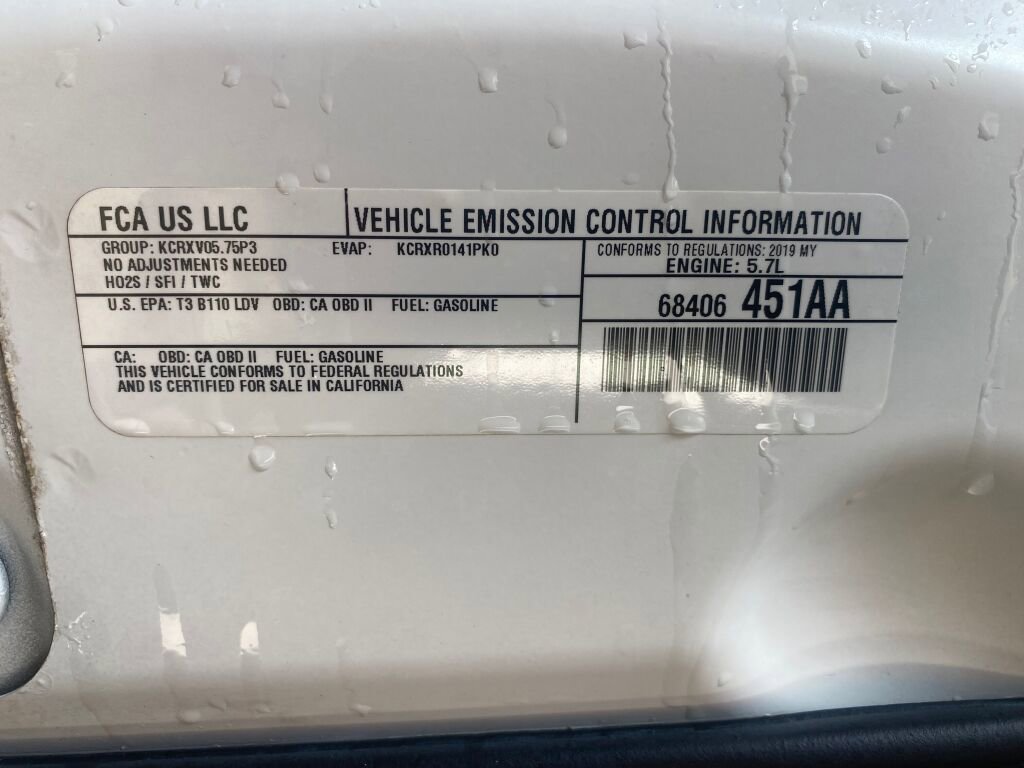 FCA US LLC VEHICLE EMISSION CONTROL INFORMATION
GROUP: KCRXV05.75P3 EVAP: KCRXR0141PK0
NO ADJUSTMENTS NEEDED
HO2S / SFI / TWC
CONFORMS TO REGULATIONS: 2019 MY
ENGINE: 5.7L
U.S. EPA: T3 B110 LDV OBD: CA OBD II FUEL: GASOLINE
68406 451AA
CA: OBD: CA OBD II FUEL: GASOLINE
THIS VEHICLE CONFORMS TO FEDERAL REGULATIONS
AND IS CERTIFIED FOR SALE IN CALIFORNIA